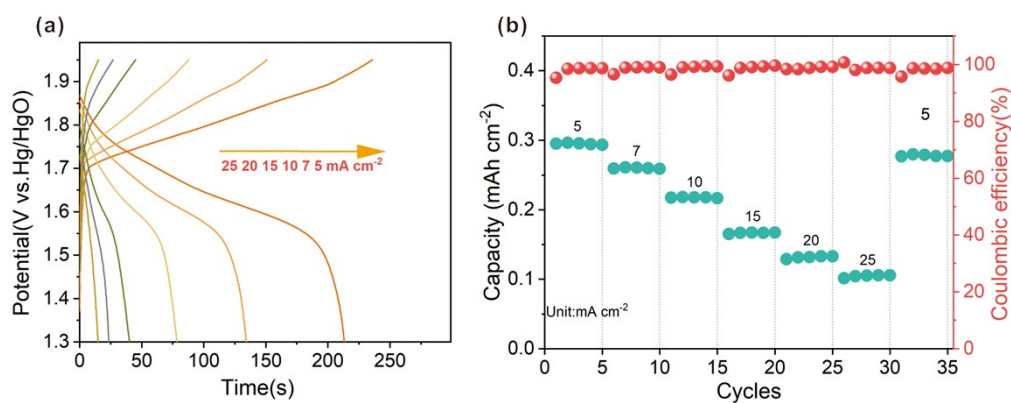 (a)
Potential(V vs.Hg/HgO)
1.9
1.8
1.7
1.6
1.5
1.4
1.3
25 20 15 10 7 5 mA cm⁻²
0 50 100 150 200 250
Time(s)
(b)
Capacity (mAh cm⁻²)
0.4
0.3
0.2
0.1
0.0
5
7
10
15
20
25
5
Unit:mA cm⁻²
0 5 10 15 20 25 30 35
Cycles
100
80
60
40
20
0
Coulombic efficiency(%)